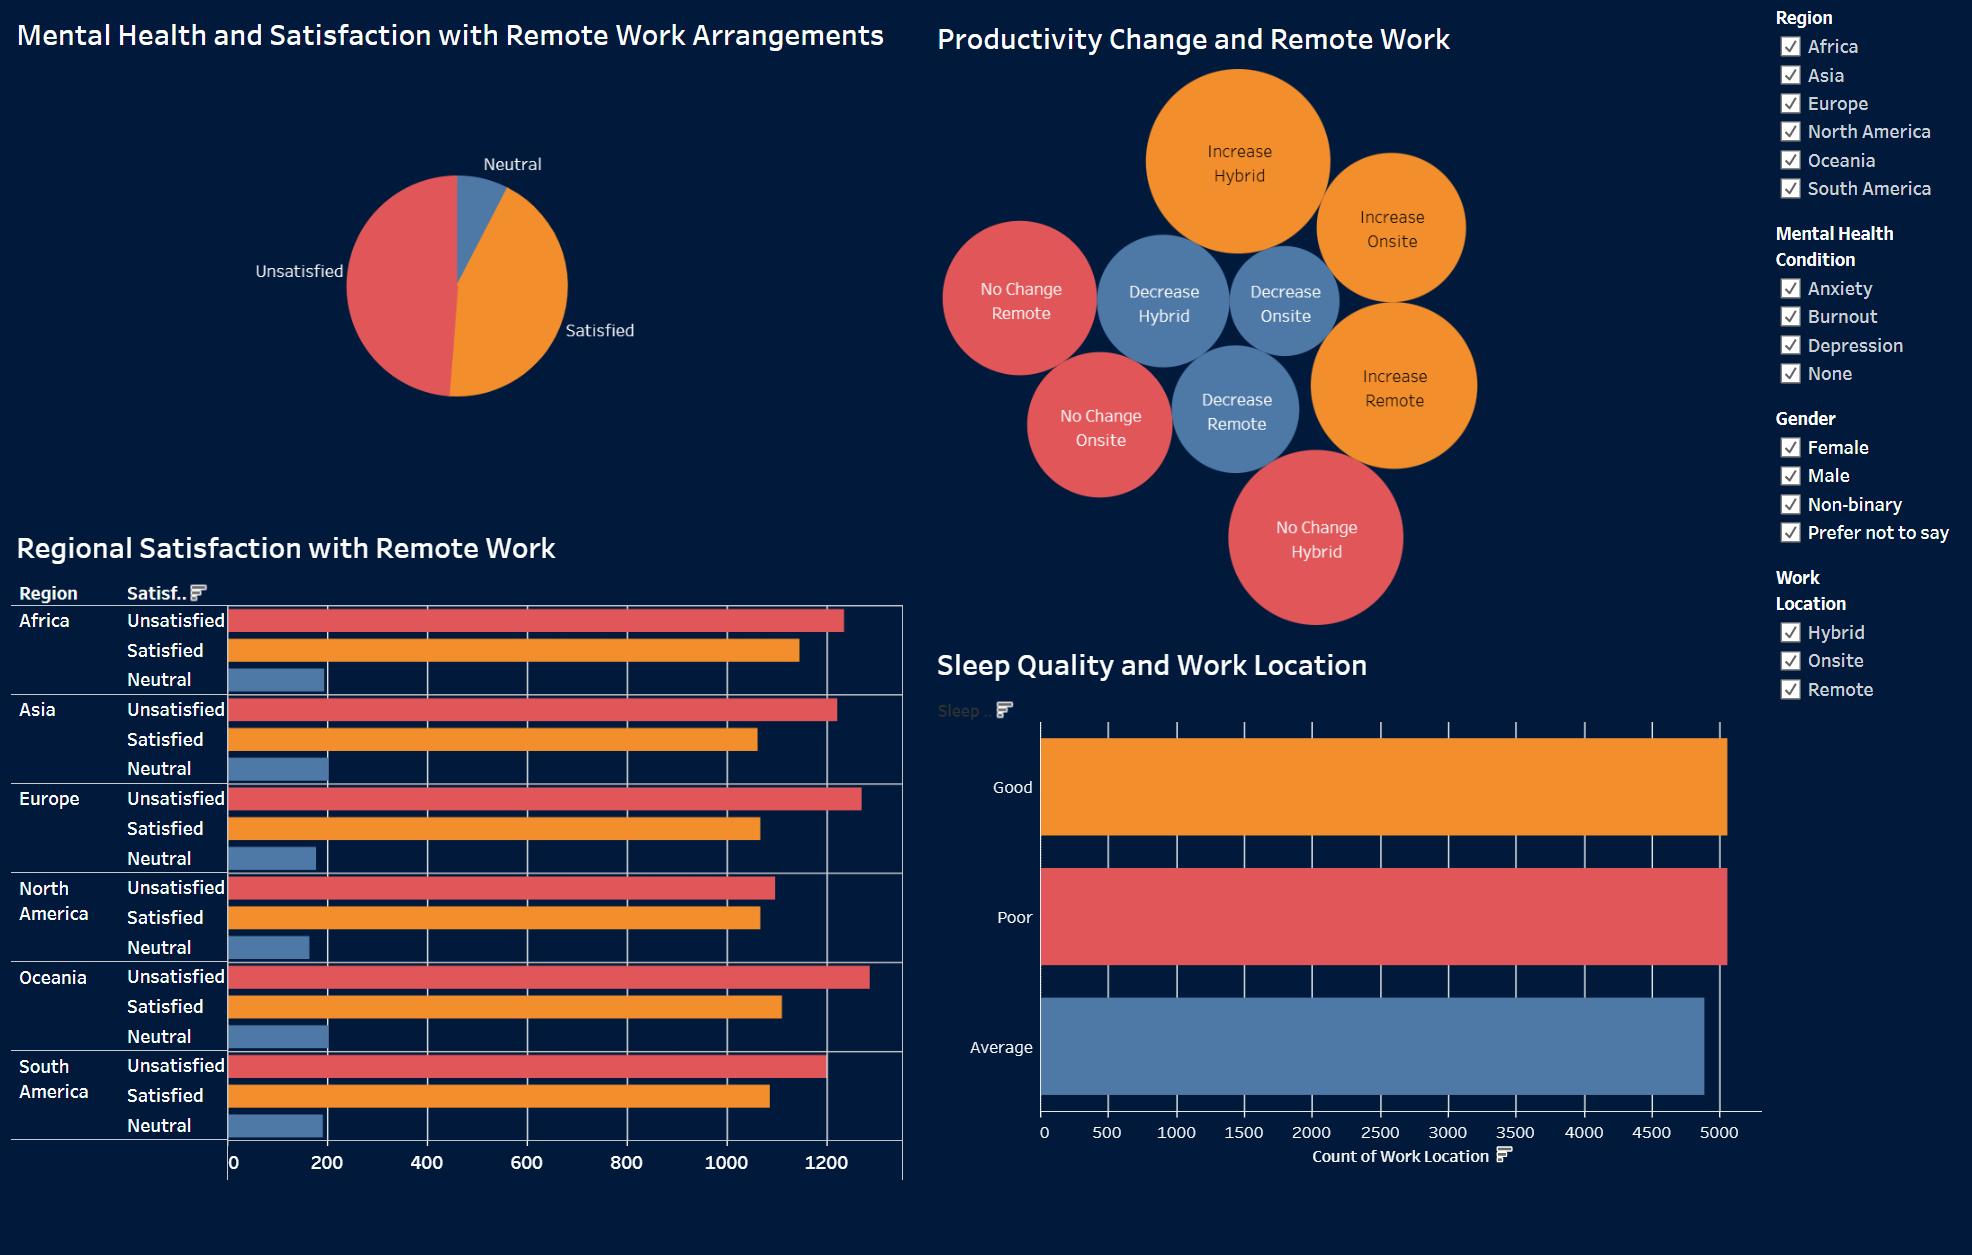 Mental Health and Satisfaction with Remote Work Arrangements
Neutral
Unsatisfied
Satisfied
Productivity Change and Remote Work
Increase
Hybrid
Increase
Onsite
No Change
Remote
Decrease
Hybrid
Decrease
Onsite
Increase
Remote
Decrease
Remote
No Change
Onsite
No Change
Hybrid
Regional Satisfaction with Remote Work
Region Satisf..
Africa Unsatisfied
Satisfied
Neutral
Asia Unsatisfied
Satisfied
Neutral
Europe Unsatisfied
Satisfied
Neutral
North America Unsatisfied
Satisfied
Neutral
Oceania Unsatisfied
Satisfied
Neutral
South America Unsatisfied
Satisfied
Neutral
0 200 400 600 800 1000 1200
Sleep Quality and Work Location
Sleep ..
Good
Poor
Average
0 500 1000 1500 2000 2500 3000 3500 4000 4500 5000
Count of Work Location
Region
Africa
Asia
Europe
North America
Oceania
South America
Mental Health
Condition
Anxiety
Burnout
Depression
None
Gender
Female
Male
Non-binary
Prefer not to say
Work
Location
Hybrid
Onsite
Remote